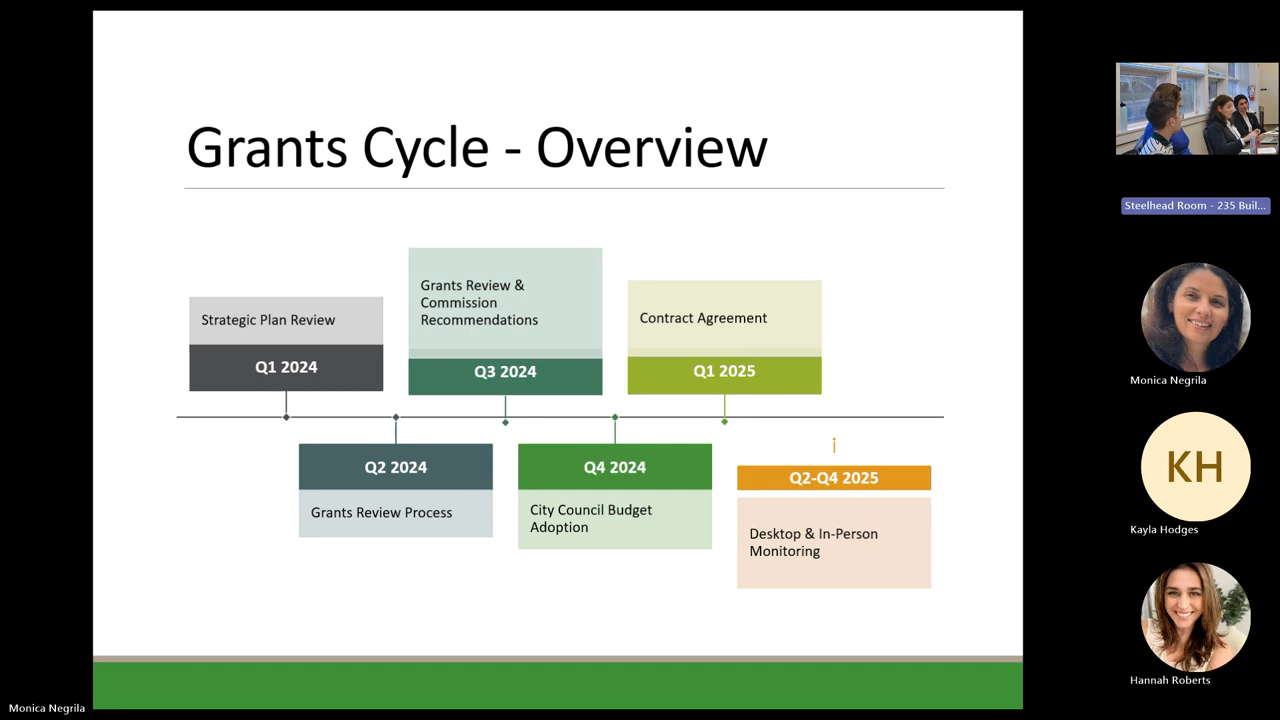 Grants Cycle - Overview
Strategic Plan Review
Q1 2024
Grants Review &
Commission
Recommendations
Q3 2024
Contract Agreement
Q1 2025
Q2 2024
Grants Review Process
Q4 2024
City Council Budget
Adoption
Q2-Q4 2025
Desktop & In-Person
Monitoring
Steelhead Room - 235 Buil...
Monica Negrila
KH
Kayla Hodges
Hannah Roberts
Monica Negrila